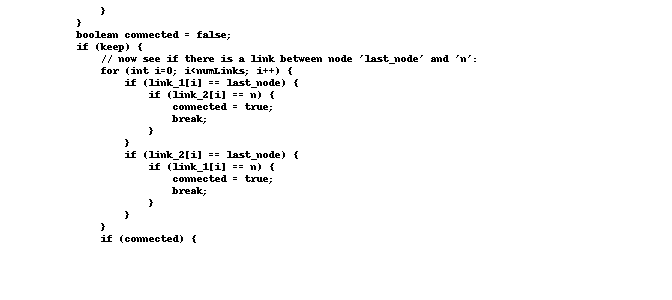 }
        }
        boolean connected = false;
        if (keep) {
            // now see if there is a link between node 'last_node' and 'n':
            for (int i=0; i<numLinks; i++) {
                if (link_1[i] == last_node) {
                    if (link_2[i] == n) {
                        connected = true;
                        break;
                    }
                }
                if (link_2[i] == last_node) {
                    if (link_1[i] == n) {
                        connected = true;
                        break;
                    }
                }
            }
            if (connected) {